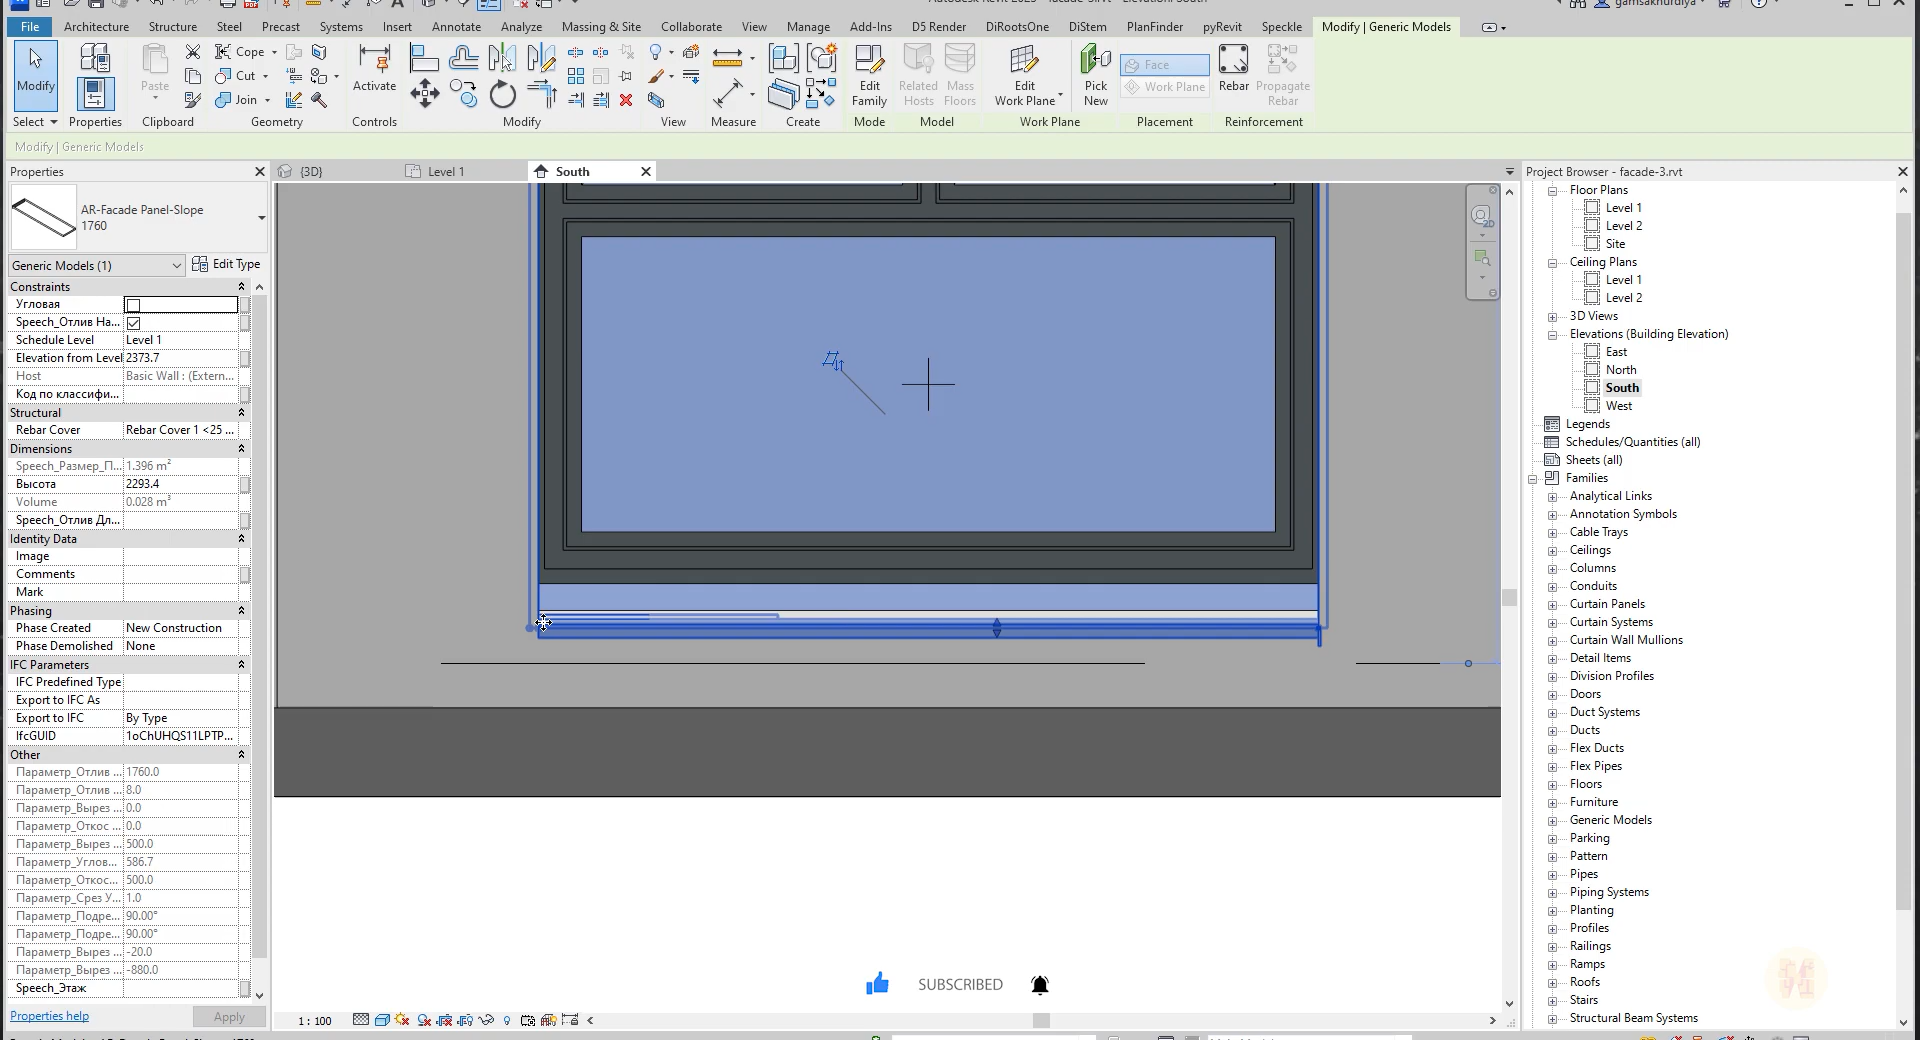 File Architecture Structure Steel Precast Systems Insert Annotate Analyze Massing & Site Collaborate View Manage Add-Ins D5 Render DiRootsOne DiStem PlanFinder pyRevit Speckle Modify | Generic Models
Modify Paste Cope Cut Join Activate Edit Family Related Hosts Mass Floors Edit Work Plane Pick New Face Work Plane Rebar Propagate Rebar
Select Properties Clipboard Geometry Controls Modify View Measure Create Mode Model Work Plane Placement Reinforcement
Modify | Generic Models
Properties
{3D} Level 1 South
AR-Facade Panel-Slope
1760
Generic Models (1) Edit Type
Constraints
Угловая
Speech_Отлив На...
Schedule Level Level 1
Elevation from Level 2373.7
Host Basic Wall : (Extern...
Код по классифи...
Structural
Rebar Cover Rebar Cover 1 <25 ...
Dimensions
Speech_Размер_П... 1.396 m²
Высота 2293.4
Volume 0.028 m³
Speech_Отлив Дл...
Identity Data
Image
Comments
Mark
Phasing
Phase Created New Construction
Phase Demolished None
IFC Parameters
IFC Predefined Type
Export to IFC As
Export to IFC By Type
IfcGUID 1oChUHQS11LPTP...
Other
Параметр_Отлив ... 1760.0
Параметр_Отлив ... 8.0
Параметр_Вырез ... 0.0
Параметр_Откос ... 0.0
Параметр_Вырез ... 500.0
Параметр_Углов... 586.7
Параметр_Откос... 500.0
Параметр_Срез У... 1.0
Параметр_Подре... 90.00°
Параметр_Подре... 90.00°
Параметр_Вырез ... -20.0
Параметр_Вырез ... -880.0
Speech_Этаж
Properties help Apply
SUBSCRIBED
1 : 100
Project Browser - facade-3.rvt
Floor Plans
Level 1
Level 2
Site
Ceiling Plans
Level 1
Level 2
3D Views
Elevations (Building Elevation)
East
North
South
West
Legends
Schedules/Quantities (all)
Sheets (all)
Families
Analytical Links
Annotation Symbols
Cable Trays
Ceilings
Columns
Conduits
Curtain Panels
Curtain Systems
Curtain Wall Mullions
Detail Items
Division Profiles
Doors
Duct Systems
Ducts
Flex Ducts
Flex Pipes
Floors
Furniture
Generic Models
Parking
Pattern
Pipes
Piping Systems
Planting
Profiles
Railings
Ramps
Roofs
Stairs
Structural Beam Systems